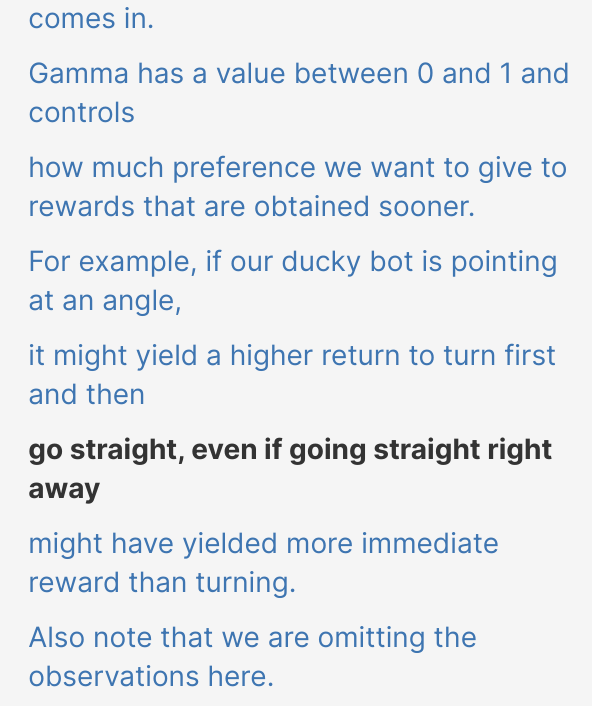 comes in.
Gamma has a value between 0 and 1 and
controls
how much preference we want to give to
rewards that are obtained sooner.
For example, if our ducky bot is pointing
at an angle,
it might yield a higher return to turn first
and then
go straight, even if going straight right
away
might have yielded more immediate
reward than turning.
Also note that we are omitting the
observations here.